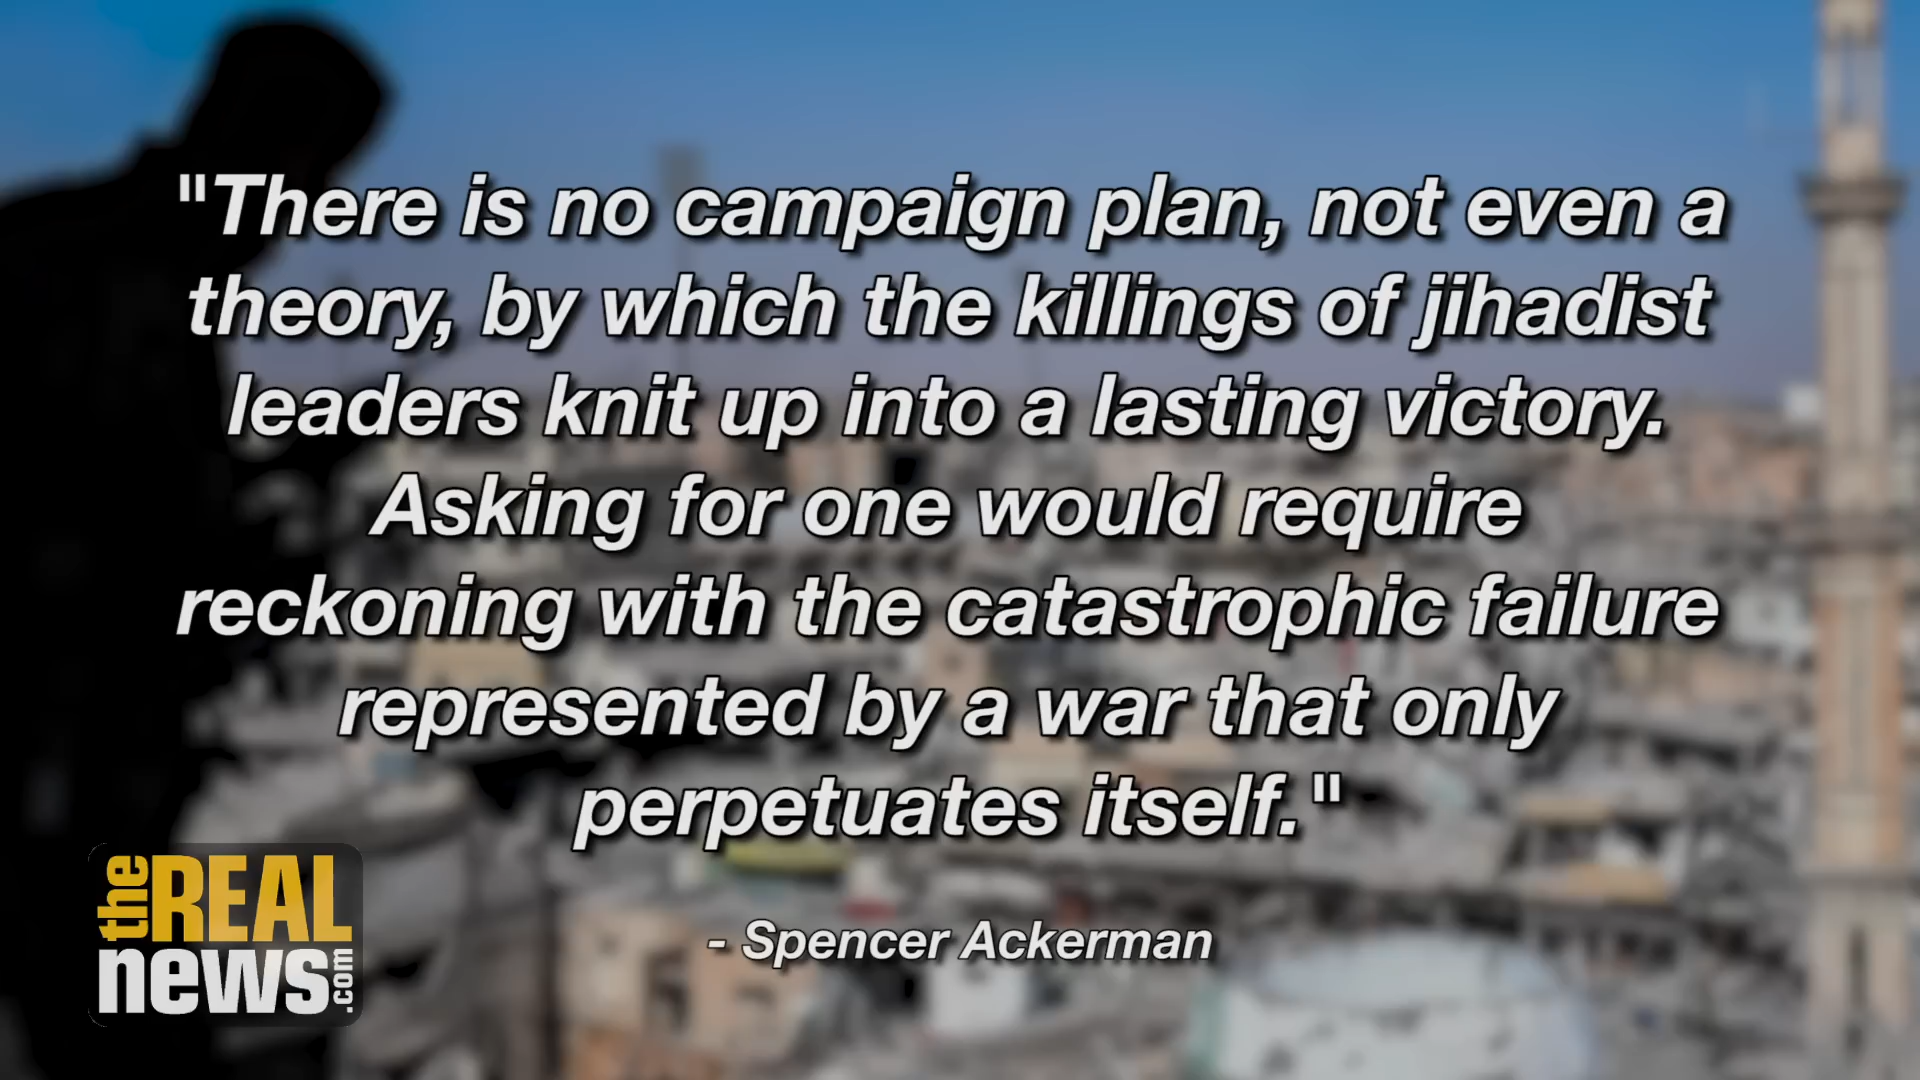 "There is no campaign plan, not even a
theory, by which the killings of jihadist
leaders knit up into a lasting victory.
Asking for one would require
reckoning with the catastrophic failure
represented by a war that only
perpetuates itself."
- Spencer Ackerman
the REAL
news.com